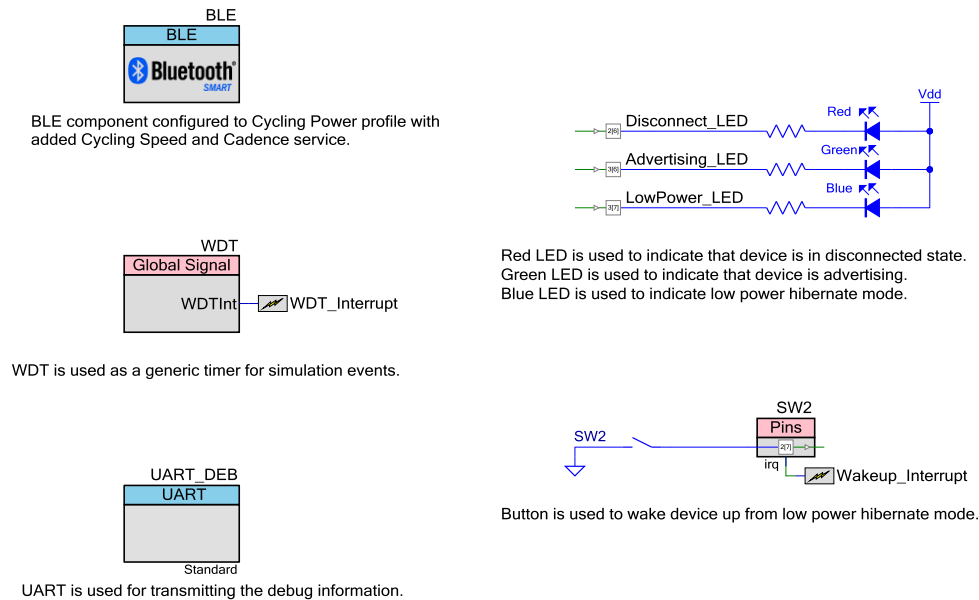 BLE
BLE
Bluetooth®
SMART
BLE component configured to Cycling Power profile with
added Cycling Speed and Cadence service.
WDT
Global Signal
WDTInt
WDT_Interrupt
WDT is used as a generic timer for simulation events.
UART_DEB
UART
Standard
UART is used for transmitting the debug information.
Vdd
2[6]
Disconnect_LED
Red
3[6]
Advertising_LED
Green
3[7]
LowPower_LED
Blue
Red LED is used to indicate that device is in disconnected state.
Green LED is used to indicate that device is advertising.
Blue LED is used to indicate low power hibernate mode.
SW2
Pins
SW2
2[7]
irq
Wakeup_Interrupt
Button is used to wake device up from low power hibernate mode.